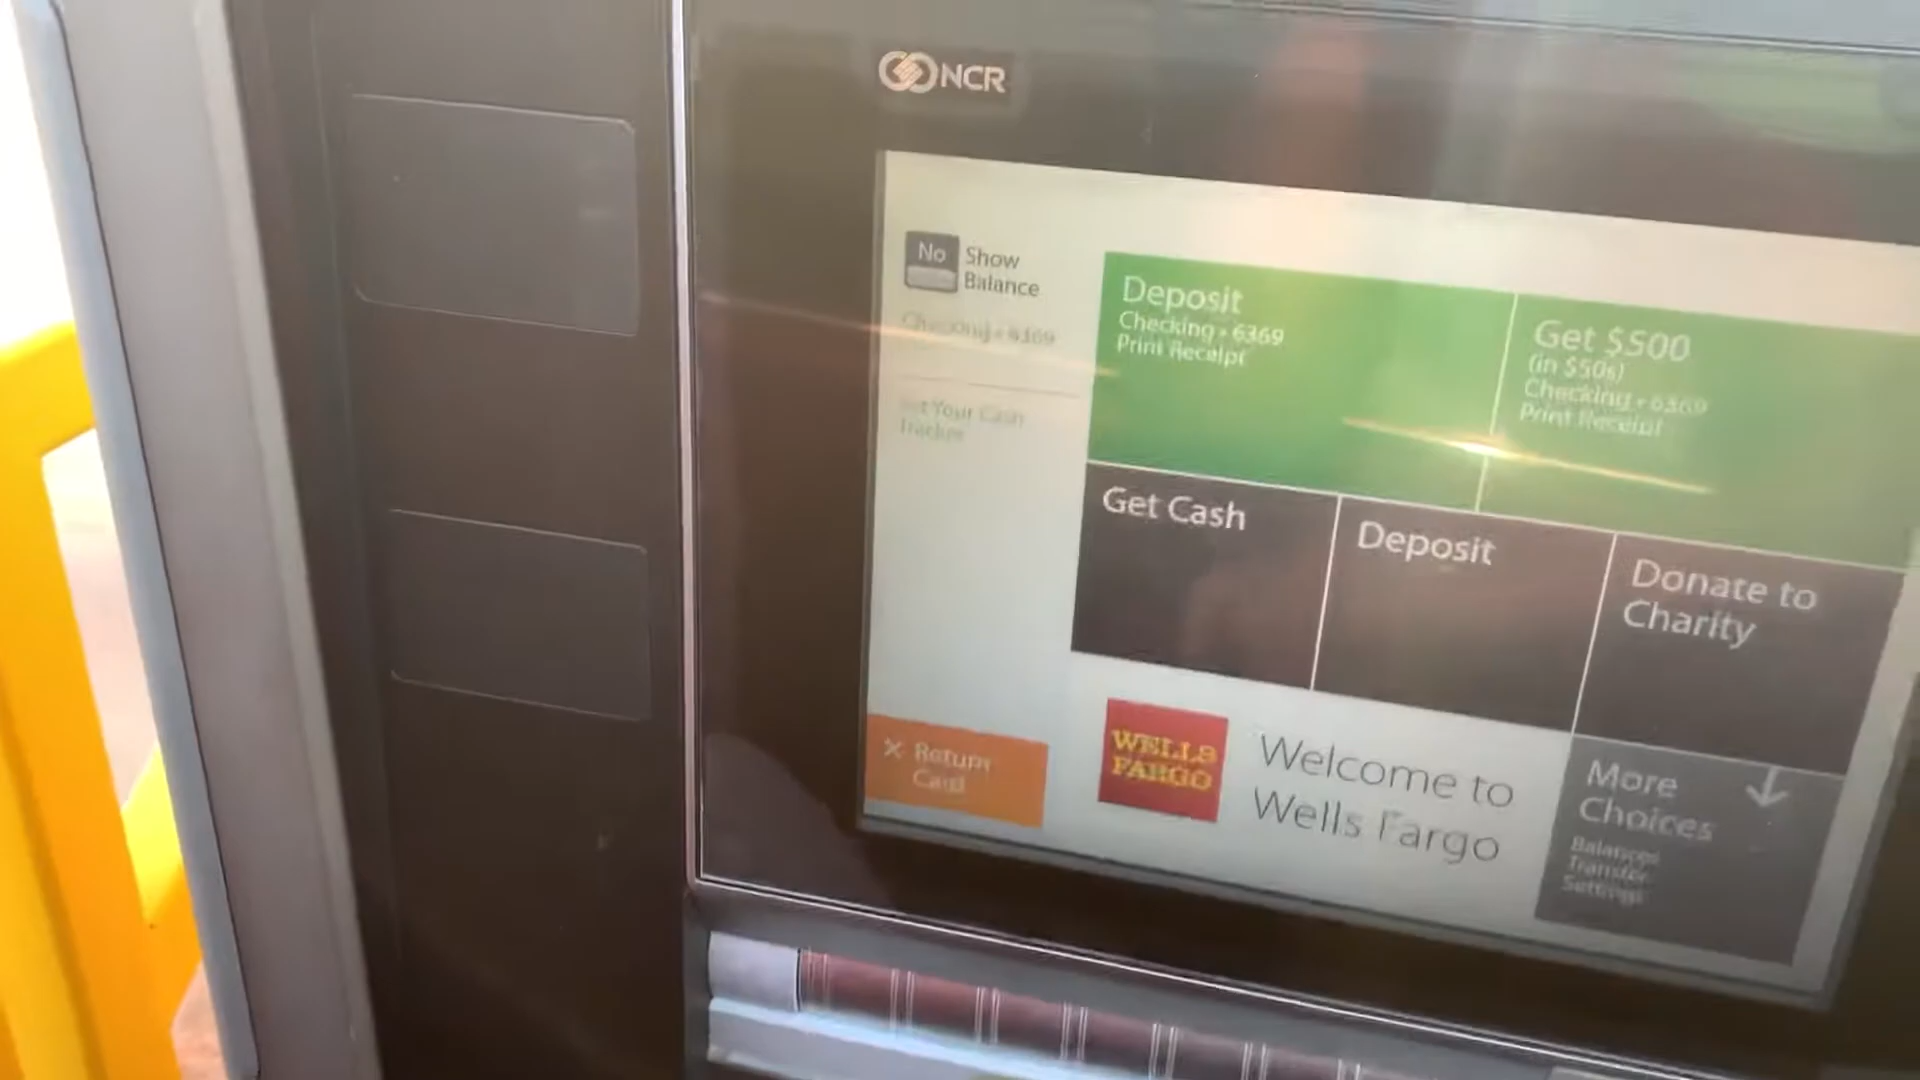 NCR
No
Show
Balance
Checking • 6369
Set Your Cash
Tracker
Deposit
Checking • 6369
Print Receipt
Get $500
(in $50s)
Checking • 6369
Print Receipt
Get Cash
Deposit
Donate to
Charity
× Return
Card
WELLS
FARGO
Welcome to
Wells Fargo
More
Choices
Balances
Transfer
Settings